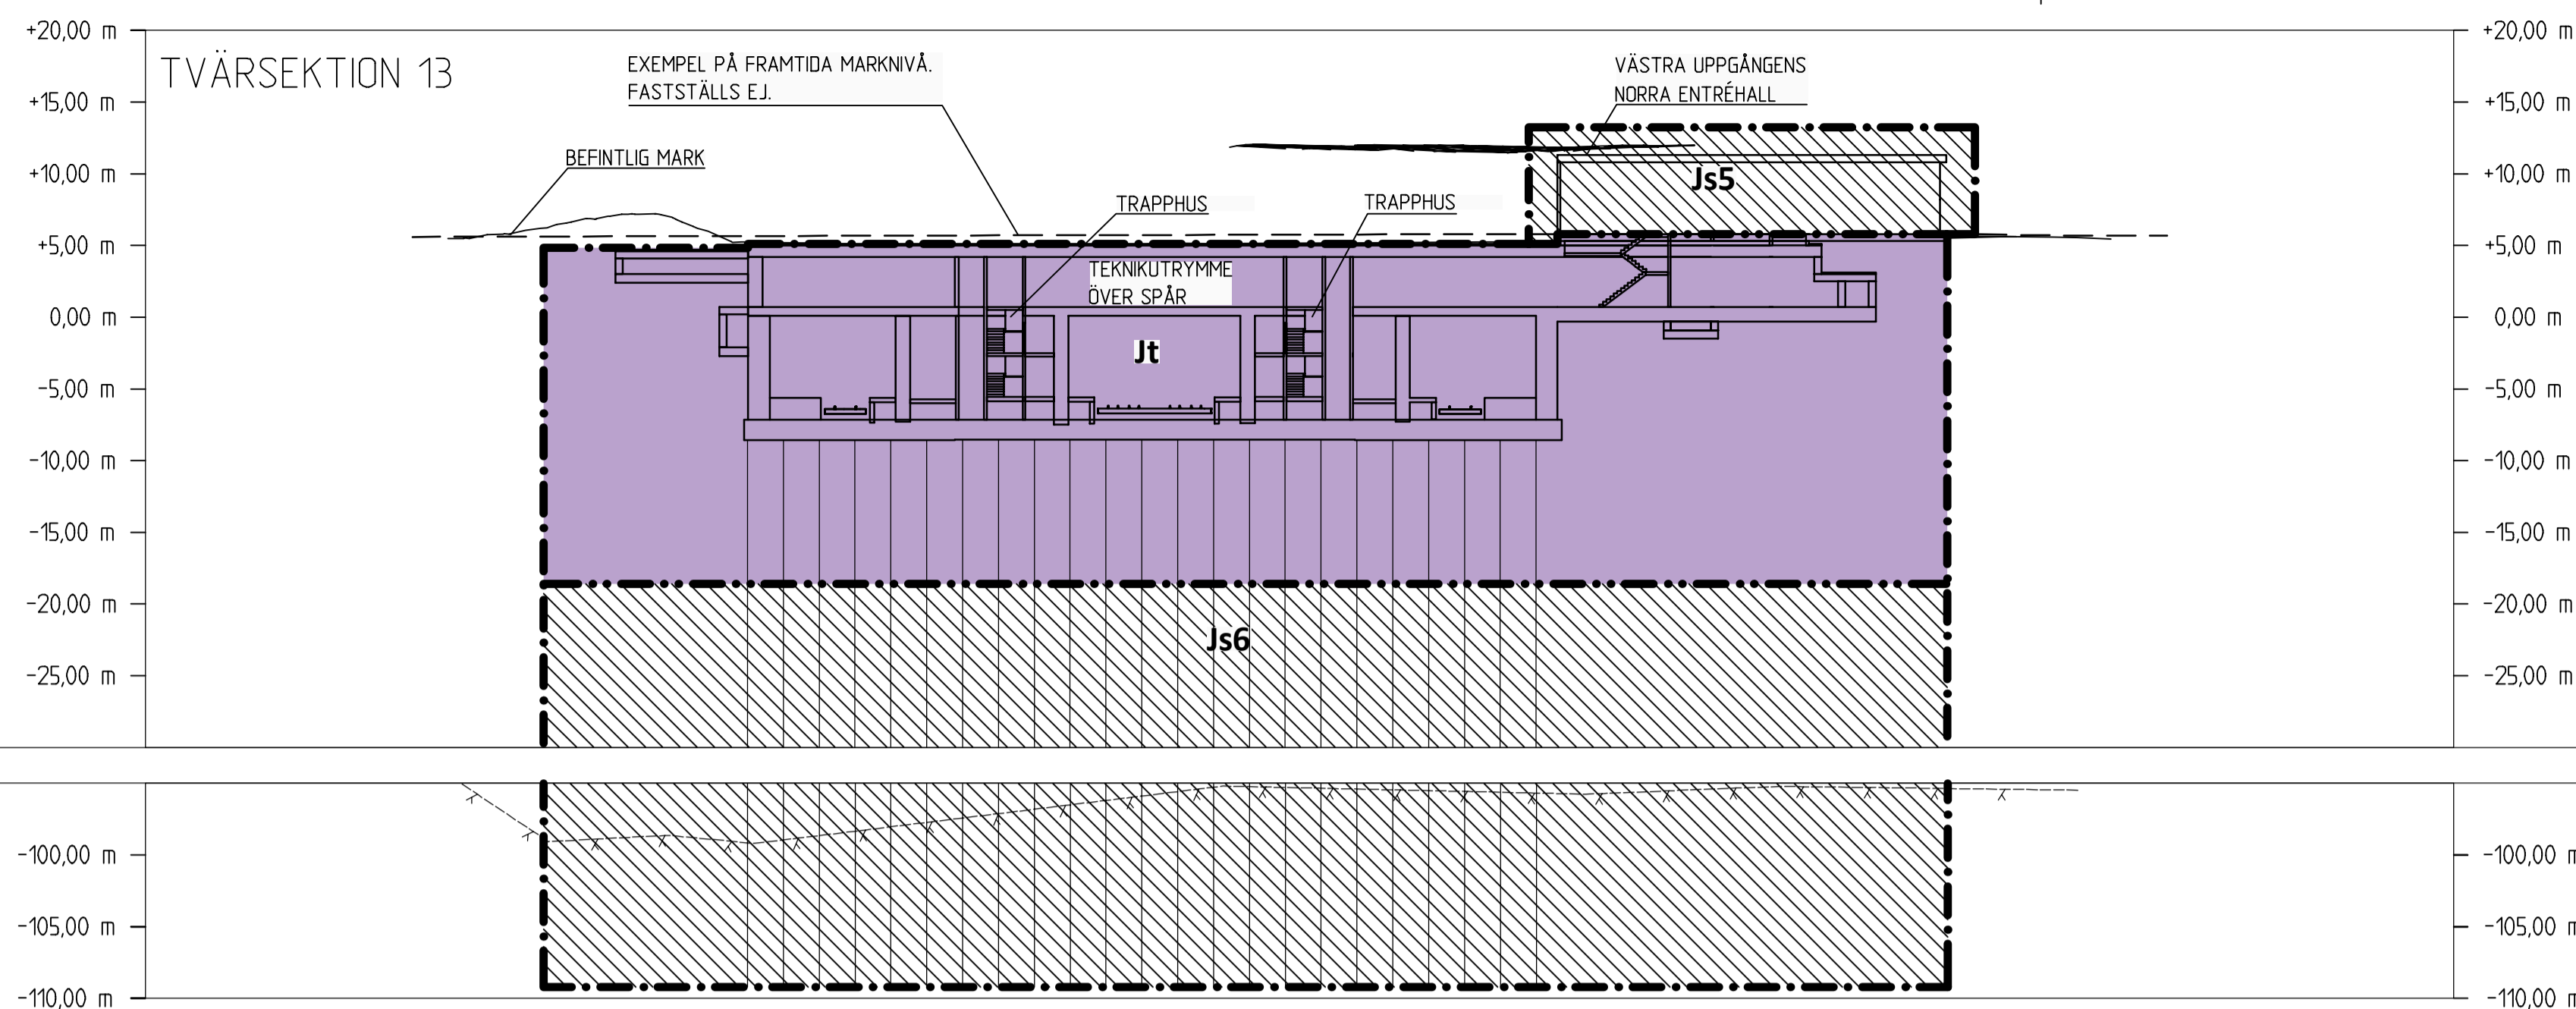 TVÄRSEKTION 13
EXEMPEL PÅ FRAMTIDA MARKNIVÅ.
FASTSTÄLLS EJ.
VÄSTRA UPPGÅNGENS
NORRA ENTRÉHALL
BEFINTLIG MARK
TRAPPHUS
TRAPPHUS
TEKNIKUTRYMME
ÖVER SPÅR
Js5
Jt
Js6
+20,00 m
+15,00 m
+10,00 m
+5,00 m
0,00 m
-5,00 m
-10,00 m
-15,00 m
-20,00 m
-25,00 m
-100,00 m
-105,00 m
-110,00 m
+20,00 m
+15,00 m
+10,00 m
+5,00 m
0,00 m
-5,00 m
-10,00 m
-15,00 m
-20,00 m
-25,00 m
-100,00 m
-105,00 m
-110,00 m